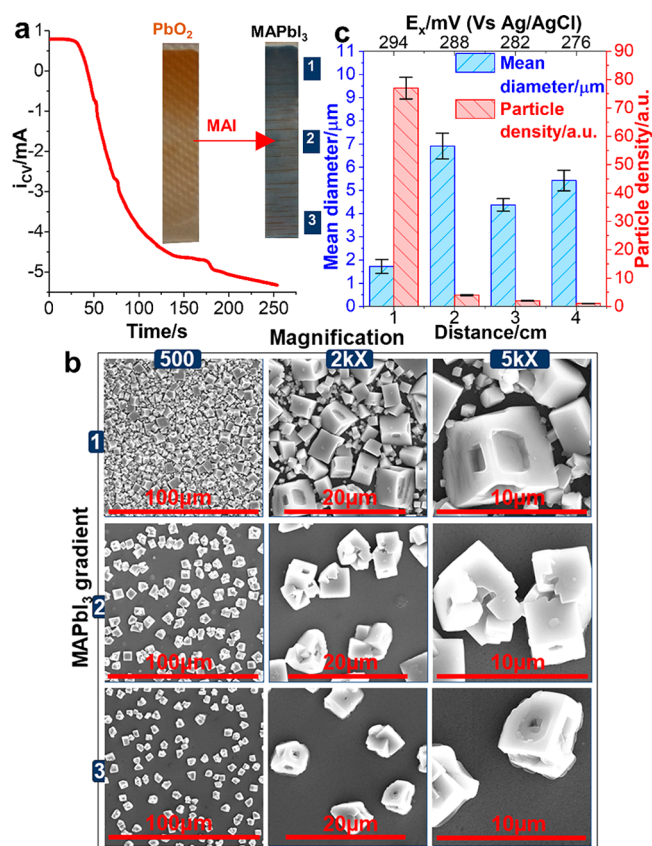 a
PbO2
MAPbI3
MAI
1
2
3
1
0
-1
-2
-3
-4
-5
iCV/mA
0 50 100 150 200 250
Time/s
c
Ex/mV (Vs Ag/AgCl)
294 288 282 276
Mean diameter/μm
Particle density/a.u.
11
10
9
8
7
6
5
4
3
2
1
0
Mean diameter/μm
90
80
70
60
50
40
30
20
10
0
Particle density/a.u.
1 2 3 4
Distance/cm
Magnification
b
500 2kX 5kX
MAPbI3 gradient
1
100μm 20μm 10μm
2
100μm 20μm 10μm
3
100μm 20μm 10μm